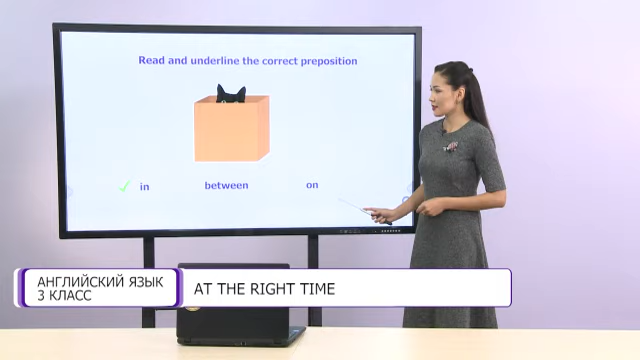 Read and underline the correct preposition
in between on
АНГЛИЙСКИЙ ЯЗЫК
3 КЛАСС
AT THE RIGHT TIME